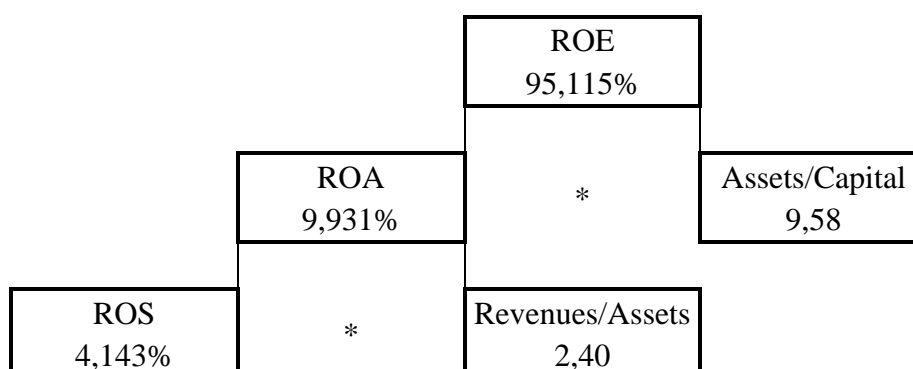 ROE
95,115%
ROA
9,931%
*
Assets/Capital
9,58
ROS
4,143%
*
Revenues/Assets
2,40